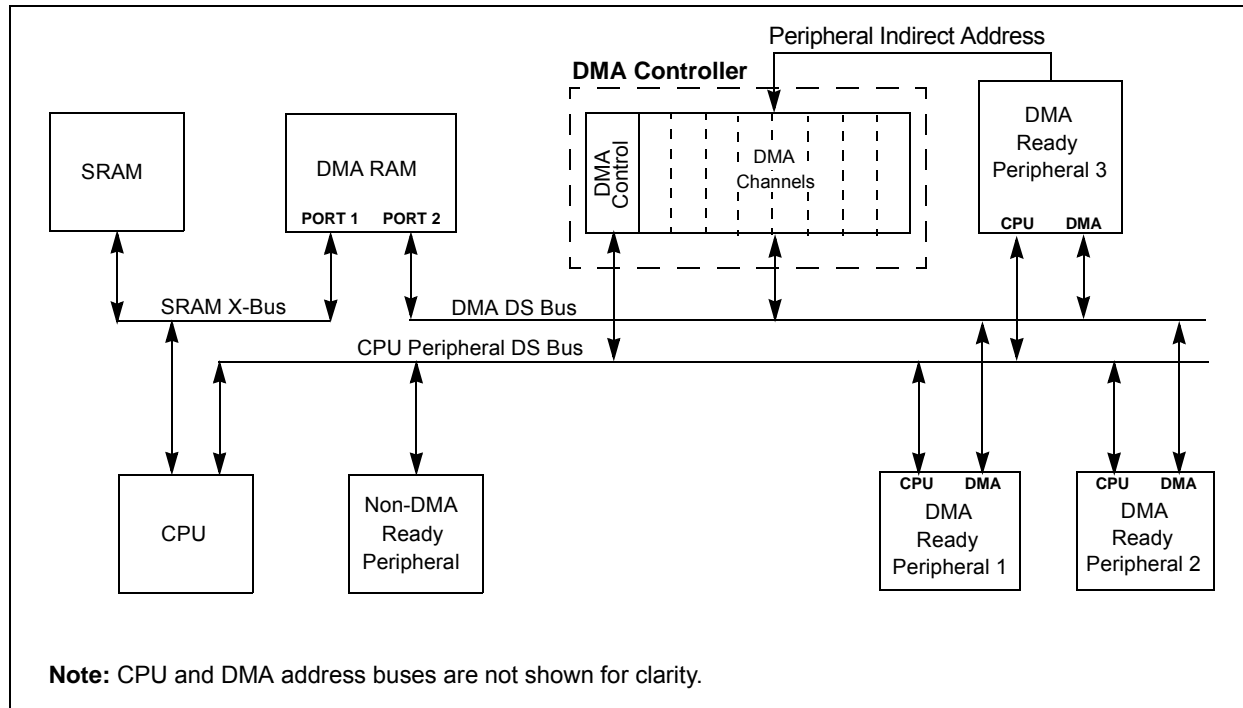 Peripheral Indirect Address
DMA Controller
SRAM
DMA RAM
PORT 1 PORT 2
DMA
Control
DMA
Channels
DMA
Ready
Peripheral 3
CPU DMA
SRAM X-Bus
DMA DS Bus
CPU Peripheral DS Bus
CPU
Non-DMA
Ready
Peripheral
CPU DMA
DMA
Ready
Peripheral 1
CPU DMA
DMA
Ready
Peripheral 2
Note: CPU and DMA address buses are not shown for clarity.